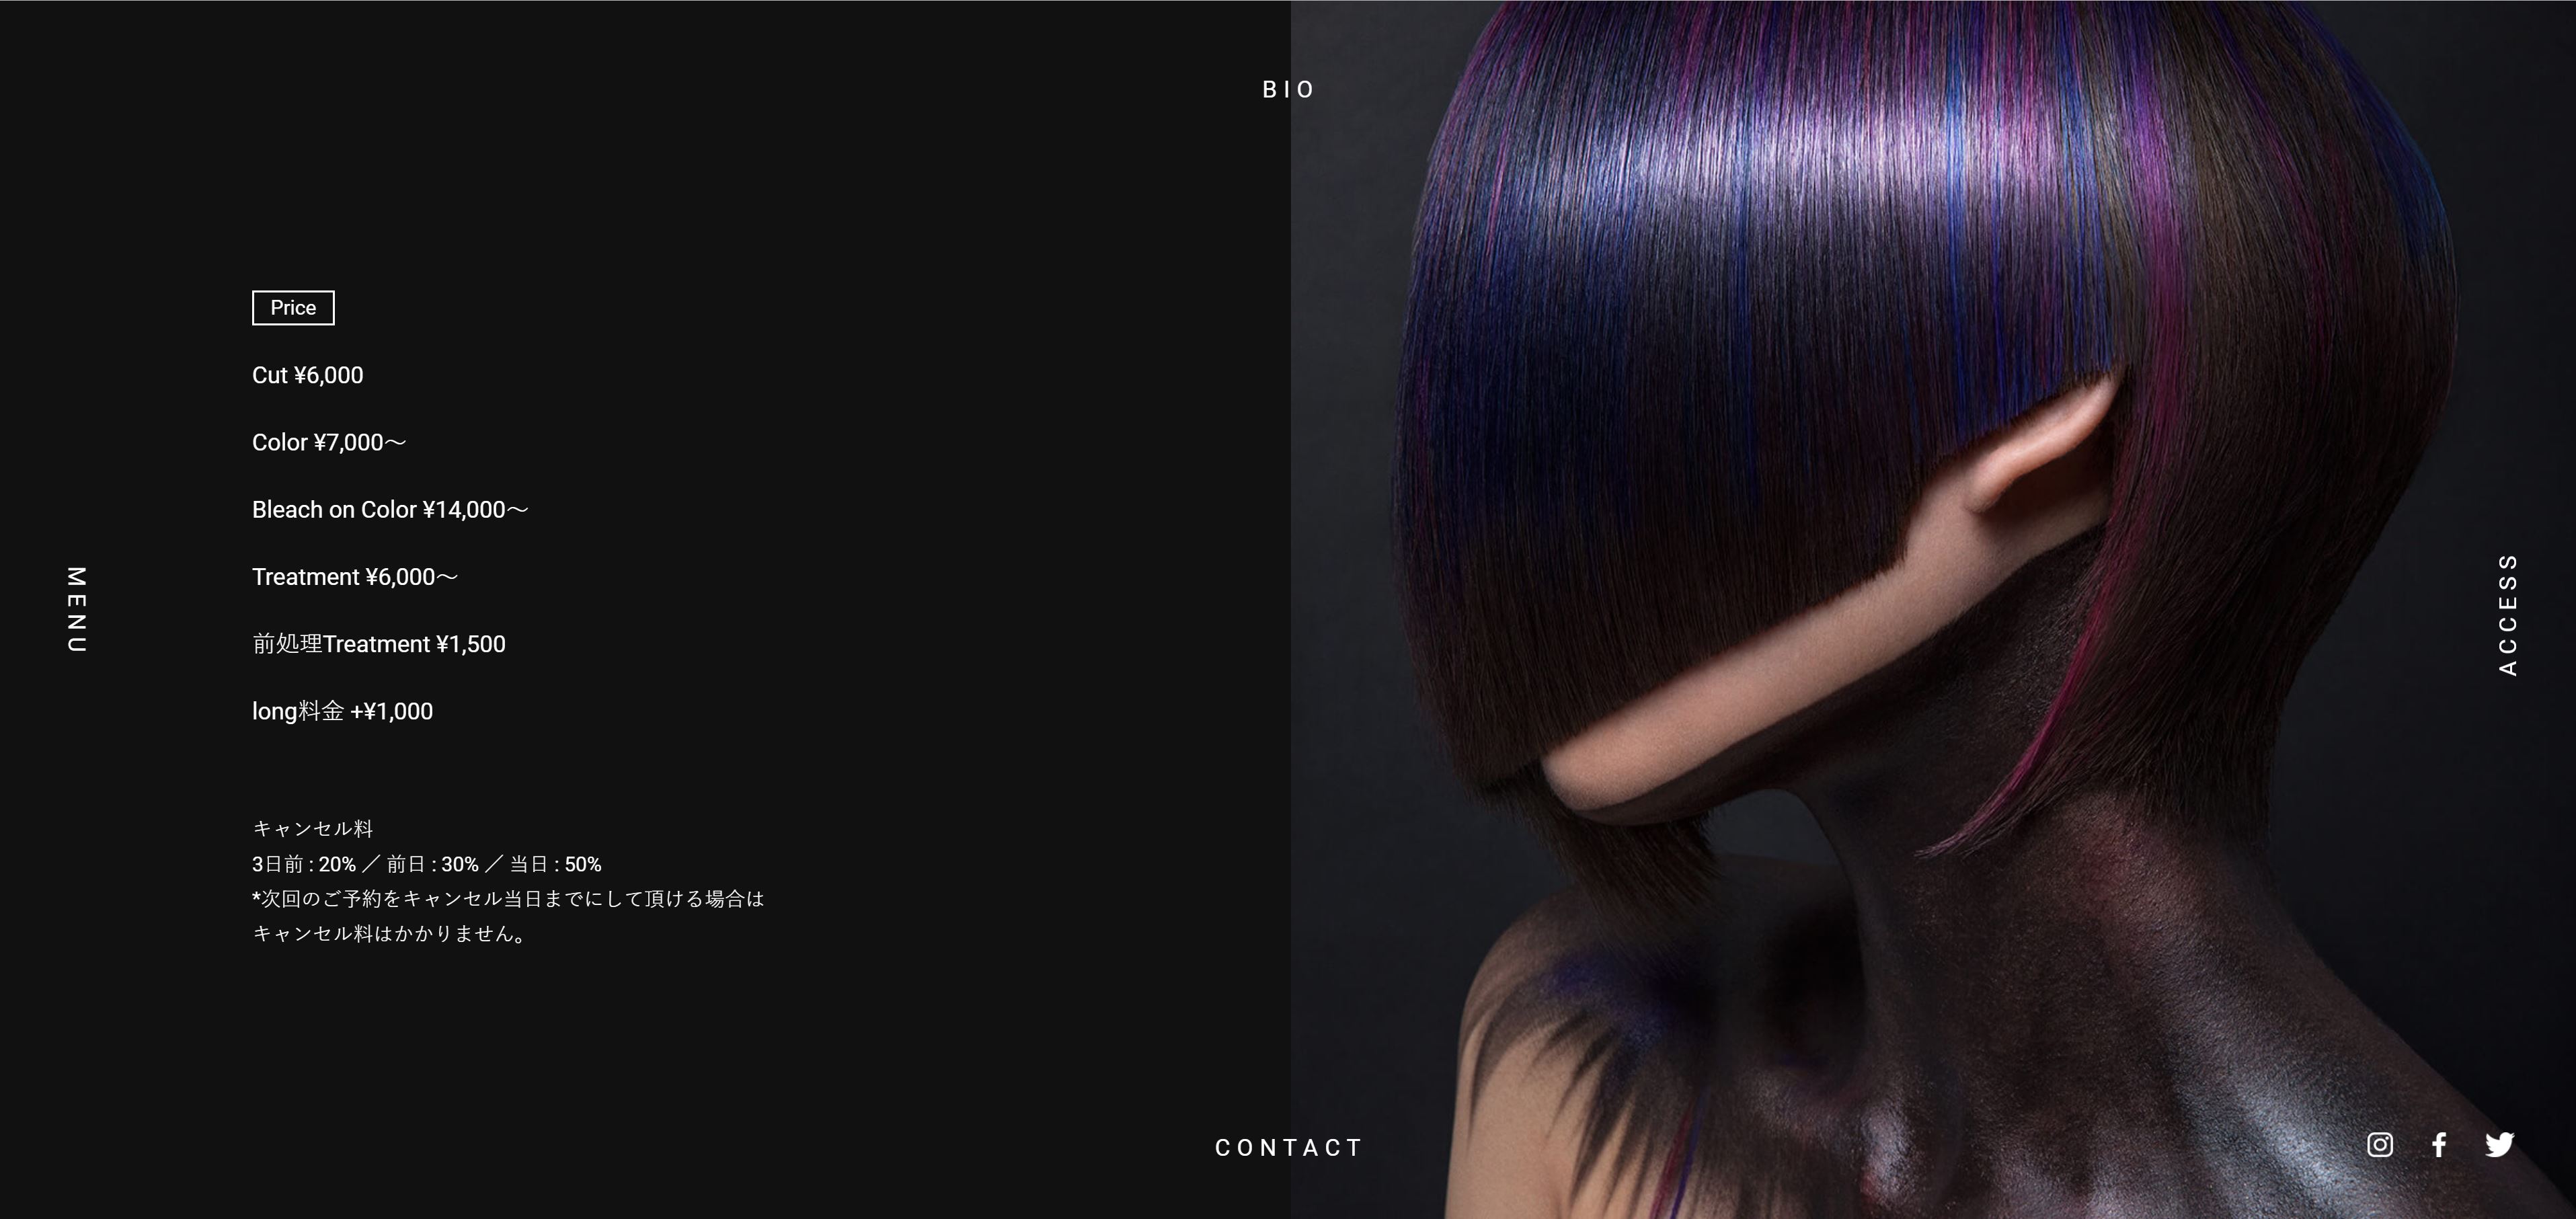 BIO
Price
Cut ¥6,000
Color ¥7,000〜
Bleach on Color ¥14,000〜
Treatment ¥6,000〜
前処理Treatment ¥1,500
long料金 +¥1,000
キャンセル料
3日前 : 20% ／ 前日 : 30% ／ 当日 : 50%
*次回のご予約をキャンセル当日までにして頂ける場合は
キャンセル料はかかりません。
MENU
ACCESS
CONTACT